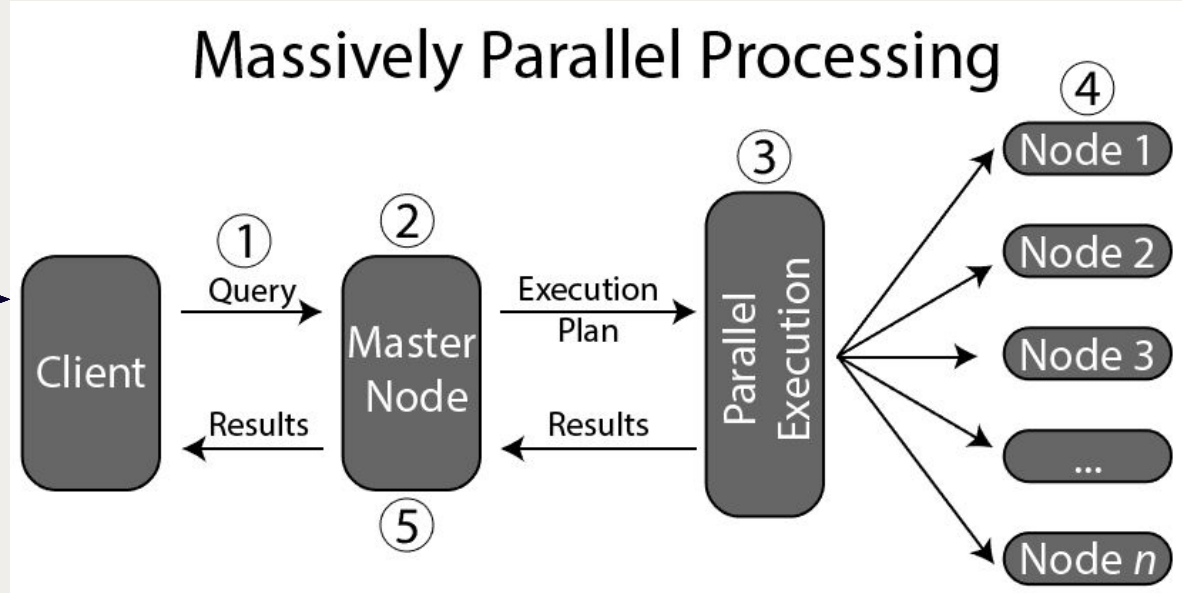 Massively Parallel Processing
①
Query
②
Execution
Plan
③
④
Client
Master
Node
Parallel
Execution
Results
Results
⑤
Node 1
Node 2
Node 3
...
Node n